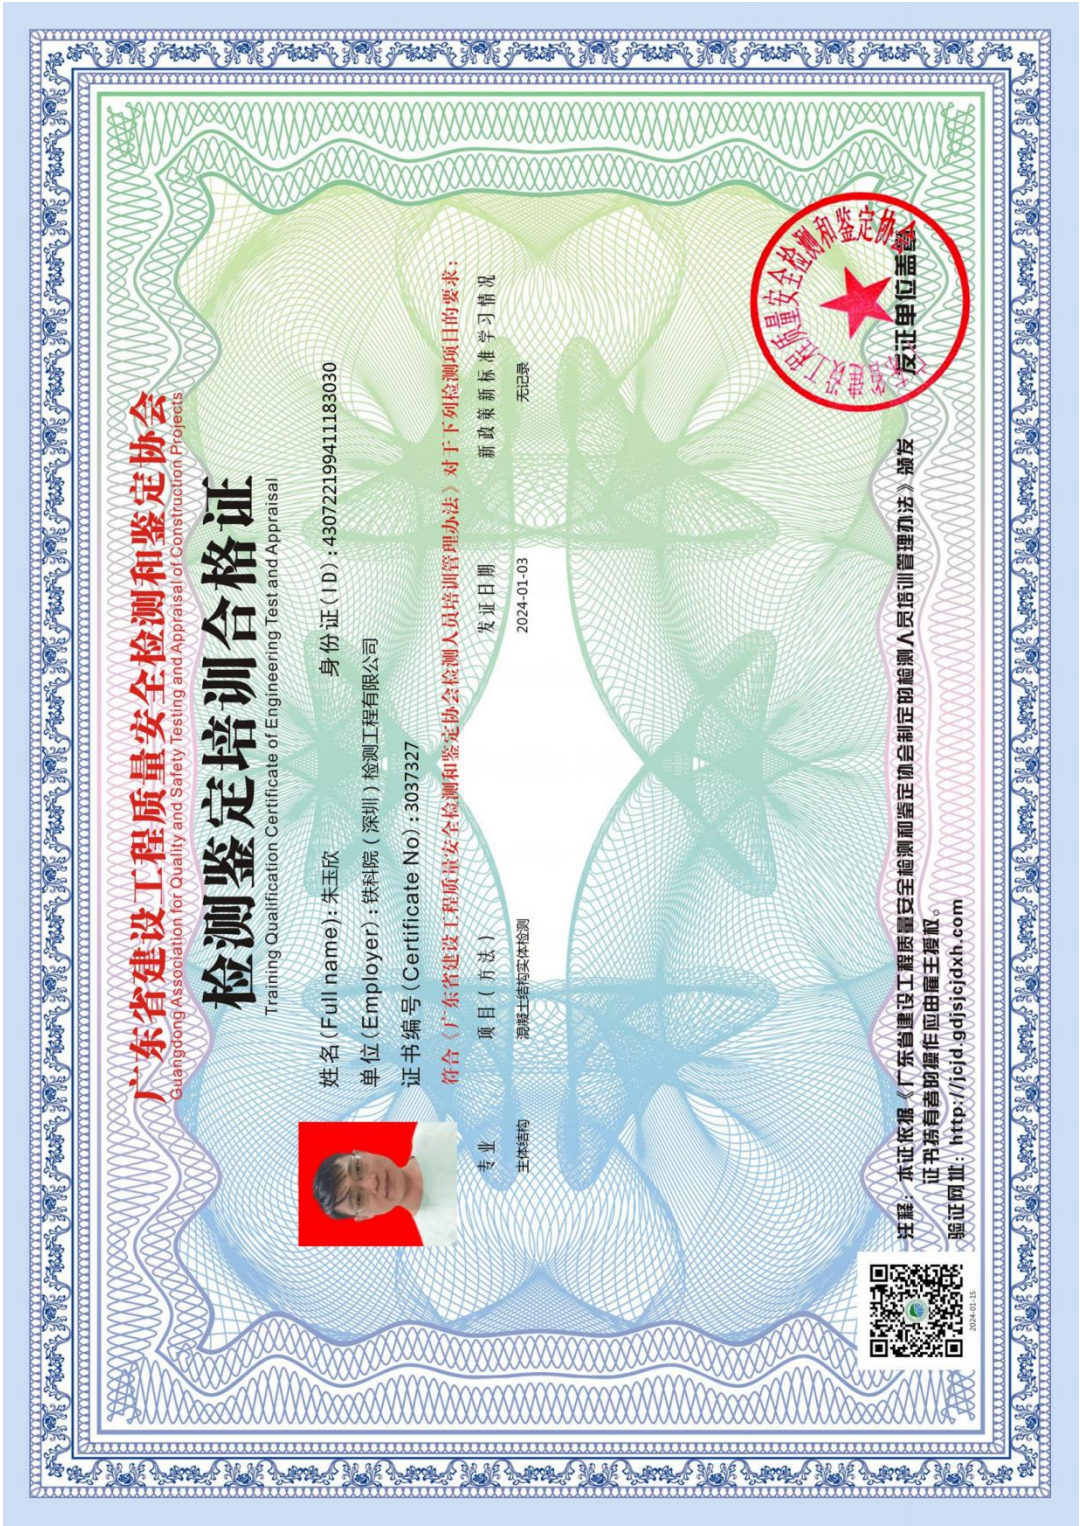 广东省建设工程质量安全检测和鉴定协会
Guangdong Association for Quality and Safety Testing and Appraisal of Construction Projects
检测鉴定培训合格证
Training Qualification Certificate of Engineering Test and Appraisal
姓名(Full name): 朱玉欣 身份证(ID): 430722199411183030
单位(Employer): 铁科院（深圳）检测工程有限公司
证书编号(Certificate No): 3037327
符合《广东省建设工程质量安全检测和鉴定协会检测人员培训管理办法》对于下列检测项目的要求:
专业 项目(方法) 发证日期 新政策新标准学习情况
主体结构 混凝土结构实体检测 2024-01-03 无记录
广东省建设工程质量安全检测和鉴定协会
发证单位盖章
注释: 本证依据《广东省建设工程质量安全检测和鉴定协会制定的检测人员培训管理办法》颁发
证书持有者的操作应由雇主授权。
验证网址: http://jcjd.gdjsjcjdxh.com
2024-01-15